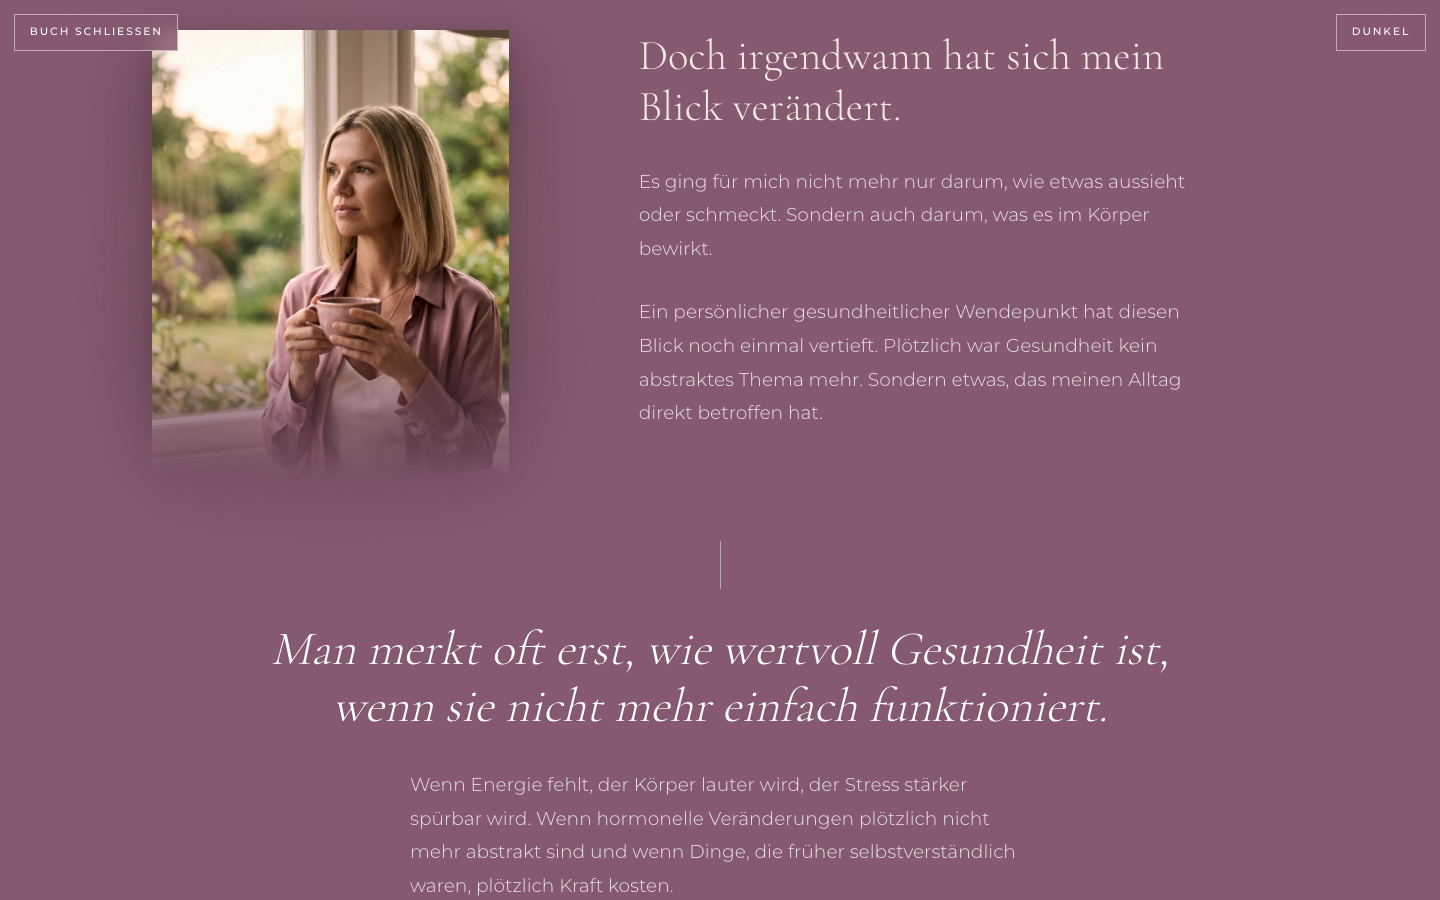 BUCH SCHLIESSEN
DUNKEL
Doch irgendwann hat sich mein
Blick verändert.
Es ging für mich nicht mehr nur darum, wie etwas aussieht
oder schmeckt. Sondern auch darum, was es im Körper
bewirkt.
Ein persönlicher gesundheitlicher Wendepunkt hat diesen
Blick noch einmal vertieft. Plötzlich war Gesundheit kein
abstraktes Thema mehr. Sondern etwas, das meinen Alltag
direkt betroffen hat.
Man merkt oft erst, wie wertvoll Gesundheit ist,
wenn sie nicht mehr einfach funktioniert.
Wenn Energie fehlt, der Körper lauter wird, der Stress stärker
spürbar wird. Wenn hormonelle Veränderungen plötzlich nicht
mehr abstrakt sind und wenn Dinge, die früher selbstverständlich
waren, plötzlich Kraft kosten.